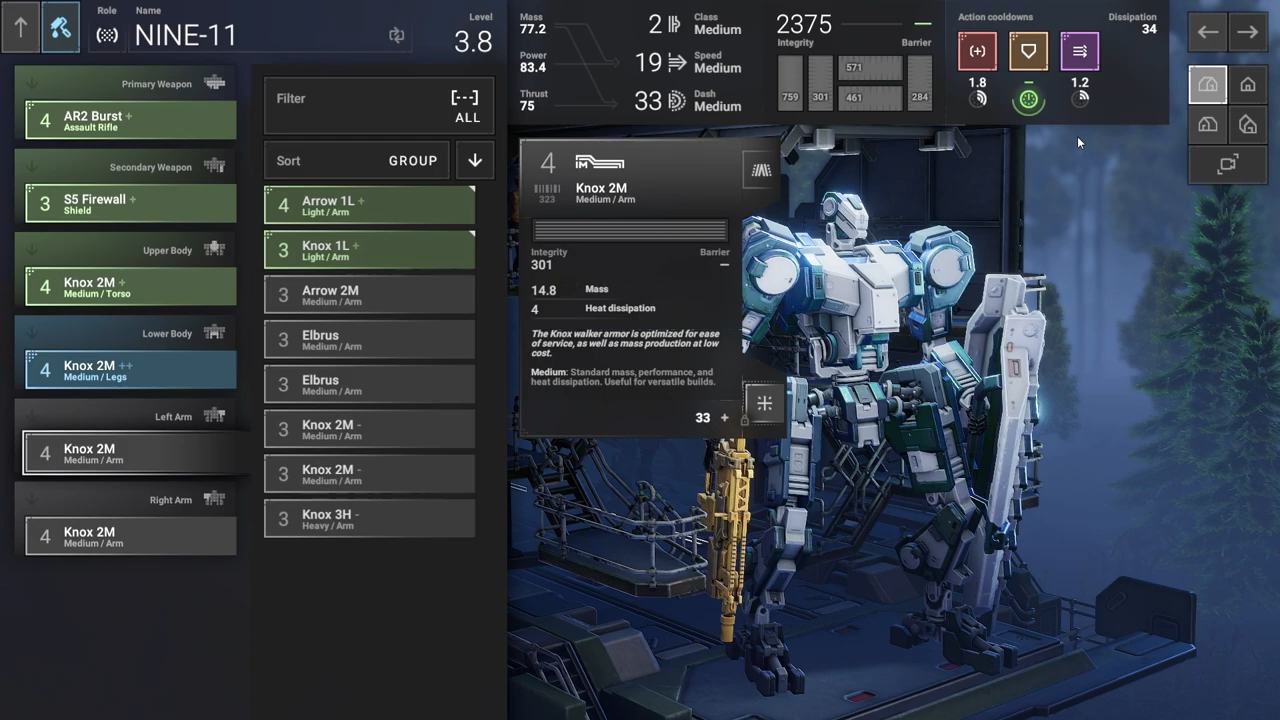 Role
Name
NINE-11
Level
3.8
Primary Weapon
4
AR2 Burst +
Assault Rifle
Secondary Weapon
3
S5 Firewall +
Shield
Upper Body
4
Knox 2M +
Medium / Torso
Lower Body
4
Knox 2M ++
Medium / Legs
Left Arm
4
Knox 2M
Medium / Arm
Right Arm
4
Knox 2M
Medium / Arm
Filter
[---]
ALL
Sort
GROUP
4
Arrow 1L +
Light / Arm
3
Knox 1L +
Light / Arm
3
Arrow 2M
Medium / Arm
3
Elbrus
Medium / Arm
3
Elbrus
Medium / Arm
3
Knox 2M -
Medium / Arm
3
Knox 2M -
Medium / Arm
3
Knox 3H -
Heavy / Arm
Mass
77.2
Power
83.4
Thrust
75
2
Class
Medium
19
Speed
Medium
33
Dash
Medium
2375
Integrity
Barrier
759
301
571
461
284
Action cooldowns
Dissipation
34
1.8
1.2
4
323
Knox 2M
Medium / Arm
Integrity
301
Barrier
–
14.8
Mass
4
Heat dissipation
The Knox walker armor is optimized for ease
of service, as well as mass production at low
cost.
Medium: Standard mass, performance, and
heat dissipation. Useful for versatile builds.
33 +